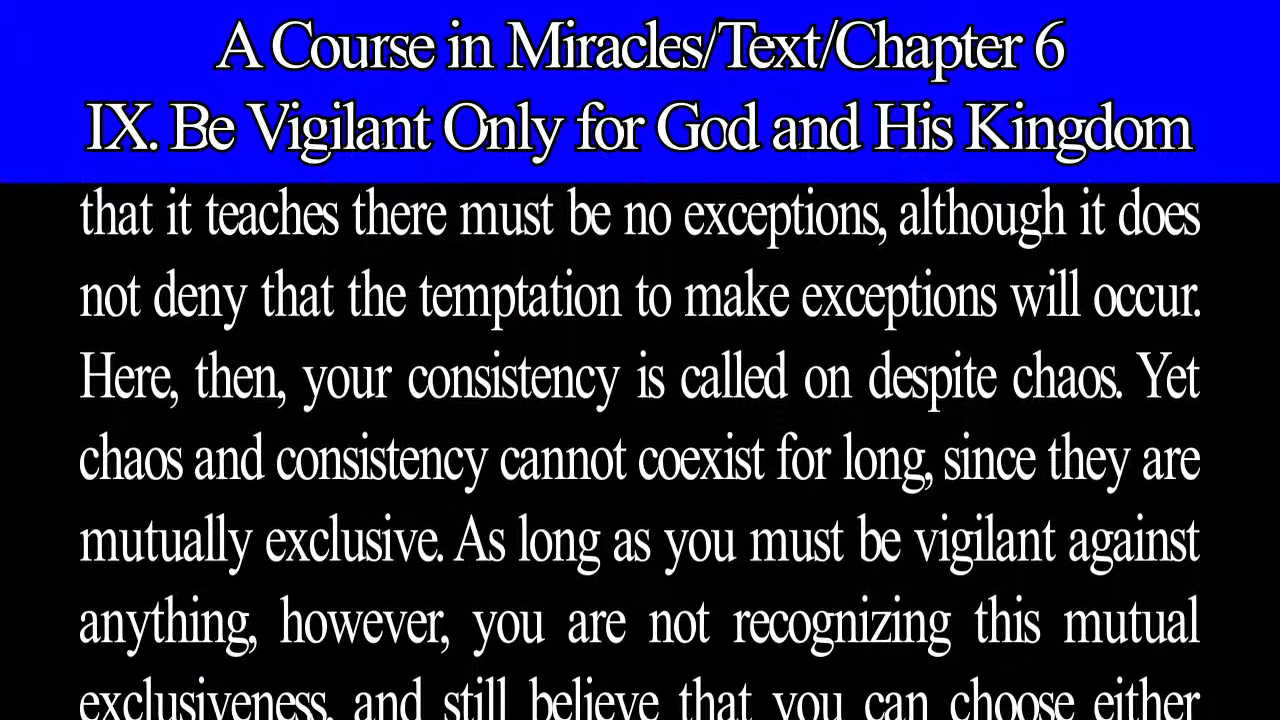 A Course in Miracles/Text/Chapter 6
IX. Be Vigilant Only for God and His Kingdom
that it teaches there must be no exceptions, although it does
not deny that the temptation to make exceptions will occur.
Here, then, your consistency is called on despite chaos. Yet
chaos and consistency cannot coexist for long, since they are
mutually exclusive. As long as you must be vigilant against
anything, however, you are not recognizing this mutual
exclusiveness, and still believe that you can choose either